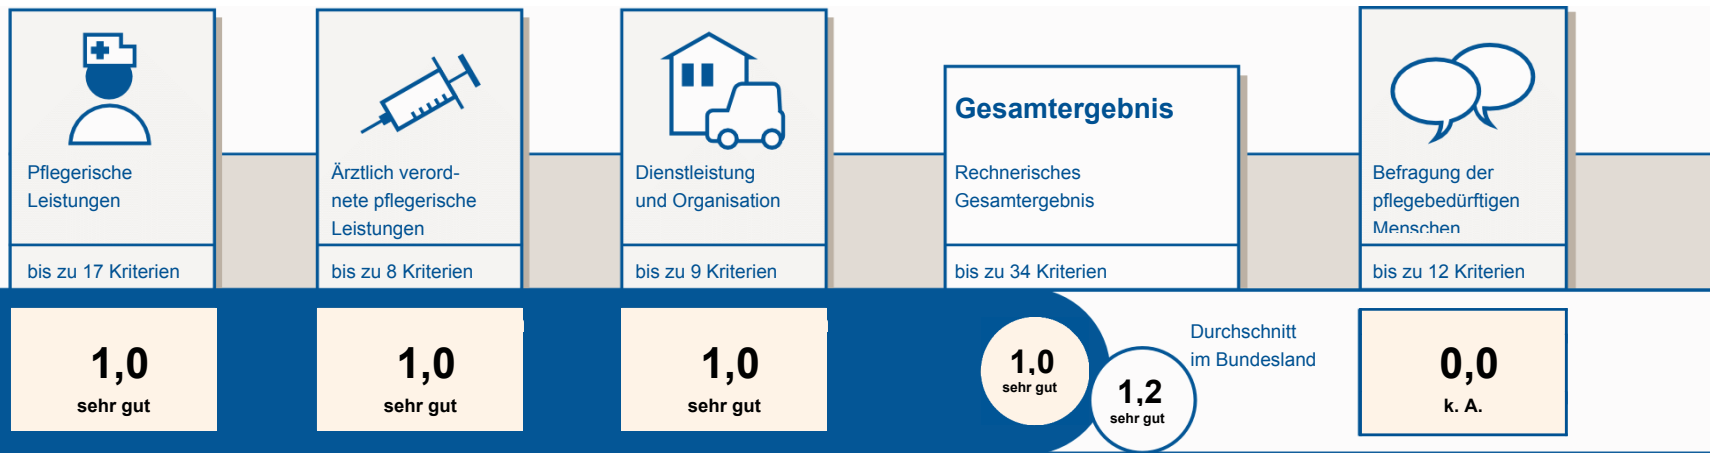 Pflegerische
Leistungen
bis zu 17 Kriterien
1,0
sehr gut
Ärztlich verord-
nete pflegerische
Leistungen
bis zu 8 Kriterien
1,0
sehr gut
Dienstleistung
und Organisation
bis zu 9 Kriterien
1,0
sehr gut
Gesamtergebnis
Rechnerisches
Gesamtergebnis
bis zu 34 Kriterien
1,0
sehr gut
1,2
sehr gut
Durchschnitt
im Bundesland
Befragung der
pflegebedürftigen
Menschen
bis zu 12 Kriterien
0,0
k. A.